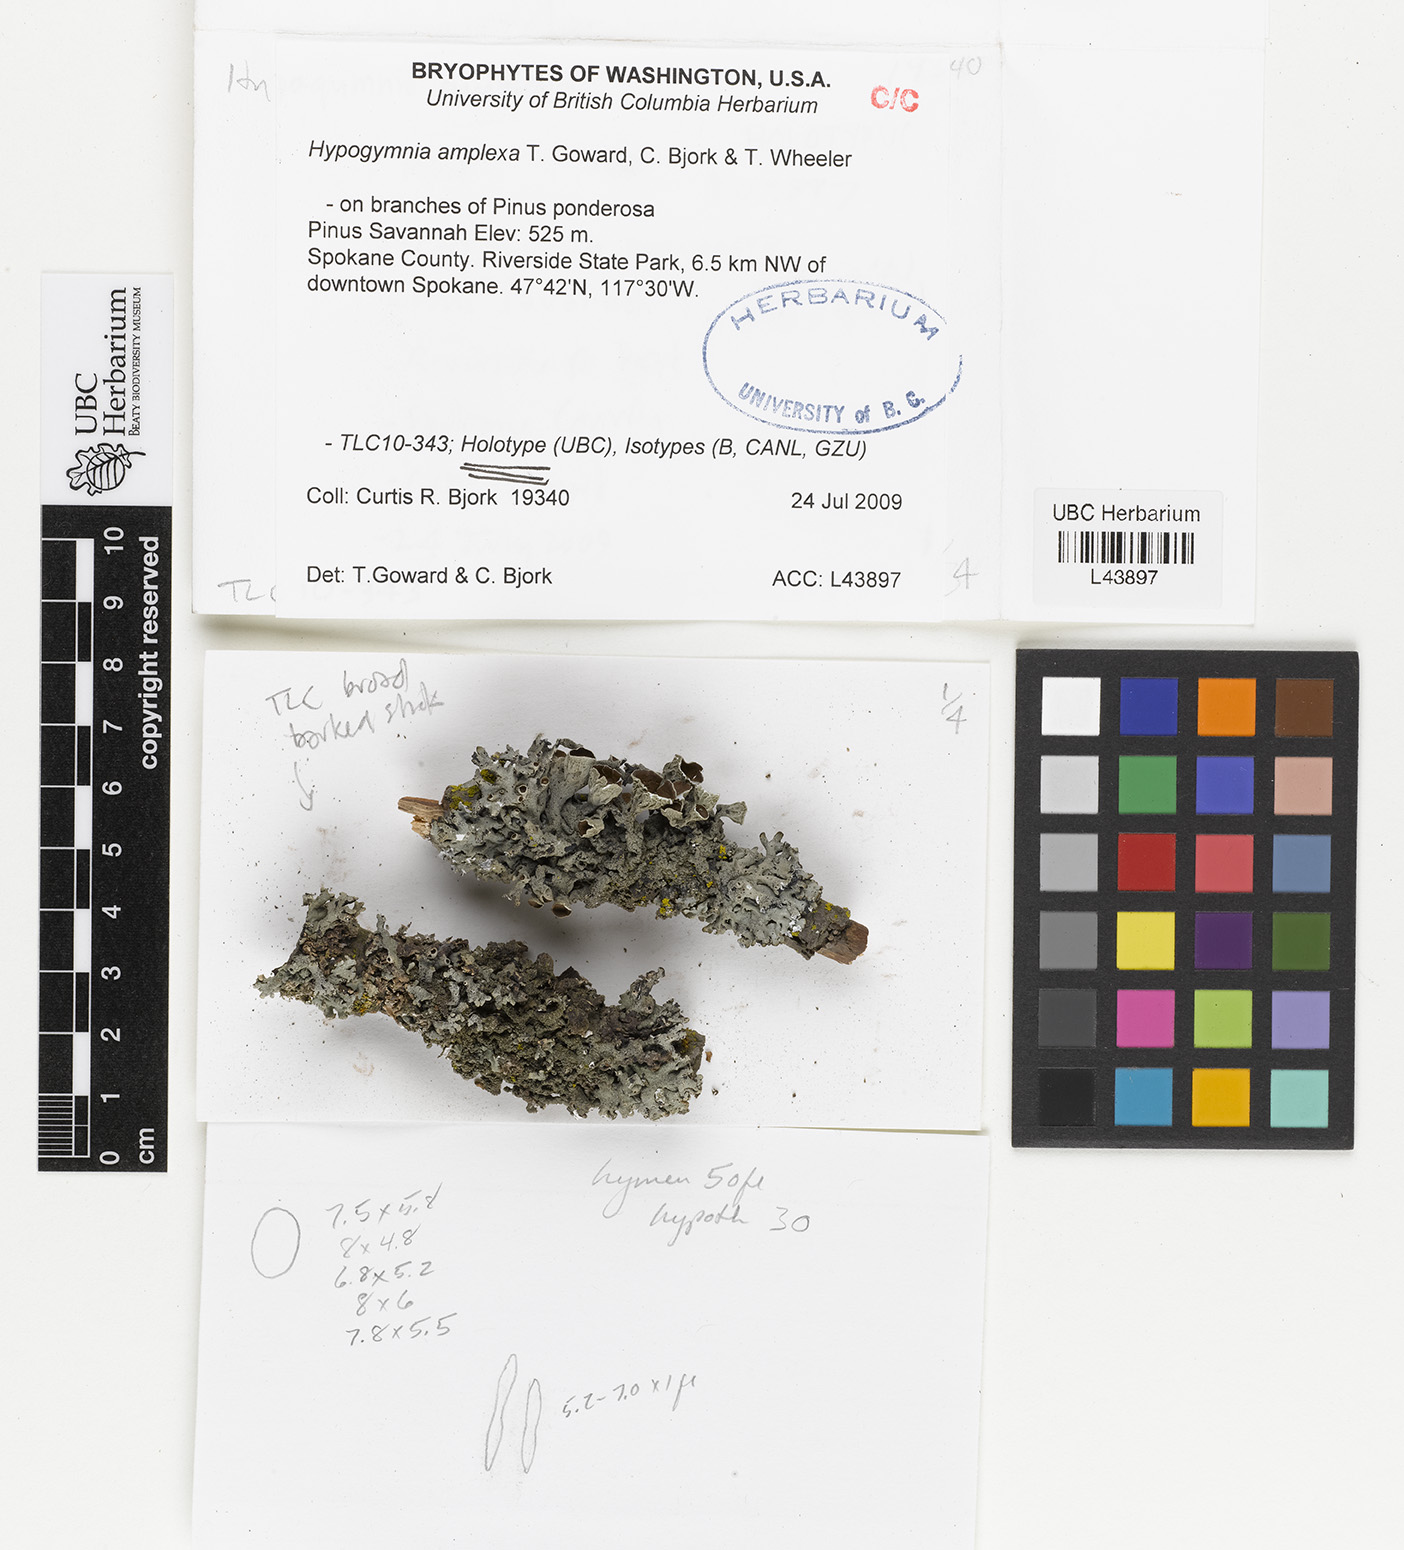 BRYOPHYTES OF WASHINGTON, U.S.A.
University of British Columbia Herbarium
C/C
40
Hypogymnia amplexa T. Goward, C. Bjork & T. Wheeler
- on branches of Pinus ponderosa
Pinus Savannah Elev: 525 m.
Spokane County. Riverside State Park, 6.5 km NW of
downtown Spokane. 47°42'N, 117°30'W.
HERBARIUM
UNIVERSITY of B. C.
- TLC10-343; Holotype (UBC), Isotypes (B, CANL, GZU)
Coll: Curtis R. Bjork 19340
24 Jul 2009
Det: T.Goward & C. Bjork
ACC: L43897
TLC
/4
UBC Herbarium
L43897
UBC
Herbarium
BEATY BIODIVERSITY MUSEUM
10 9 8 7 6 5 4 3 2 1 0
cm
copyright reserved
TLC broad
barked stick
1/4
hymen 50µ
hypoth 30
7.5 x 5.8
8 x 4.8
6.8 x 5.2
8 x 6
7.8 x 5.5
5.2-7.0 x 1µ